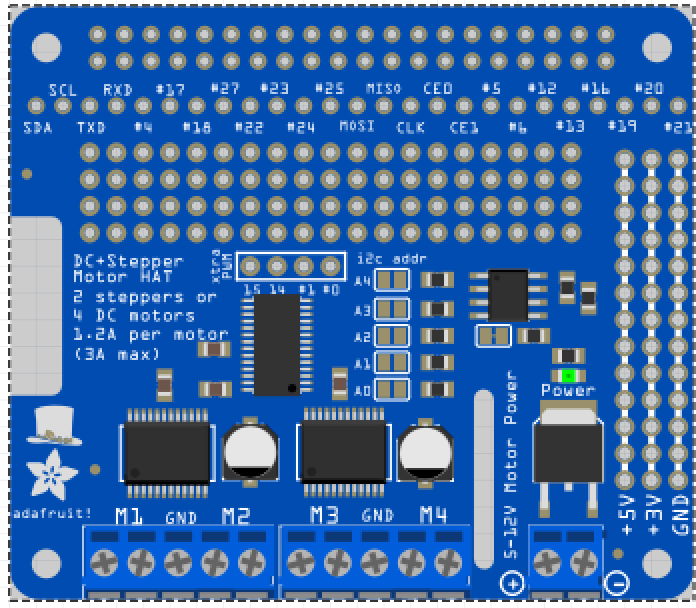 SCL RXD #17 #27 #23 #25 MISO CE0 #5 #12 #16 #20
SDA TXD #4 #18 #22 #24 MOSI CLK CE1 #6 #13 #19 #21
DC+Stepper
Motor HAT
2 steppers or
4 DC motors
1.2A per motor
(3A max)
xtra
PWM
15 14 #1 #0
i2c addr
A4
A3
A2
A1
A0
Power
5-12V Motor Power
+5V
+3V
GND
adafruit!
M1 GND M2 M3 GND M4
+ -